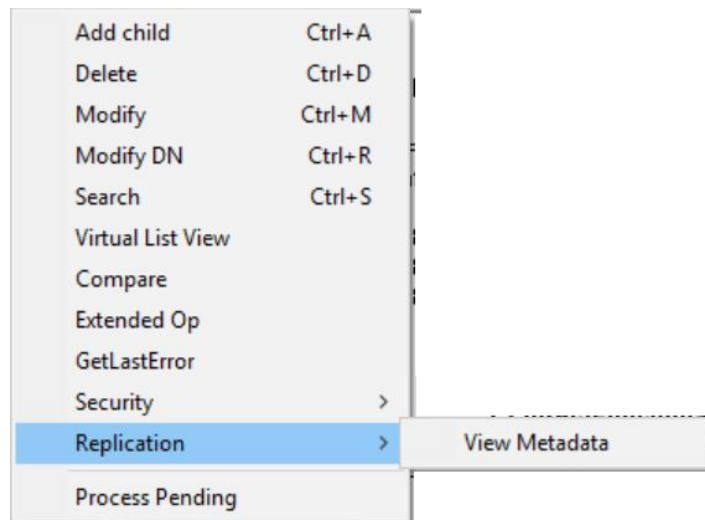 Add child Ctrl+A
Delete Ctrl+D
Modify Ctrl+M
Modify DN Ctrl+R
Search Ctrl+S
Virtual List View
Compare
Extended Op
GetLastError
Security >
Replication > View Metadata
Process Pending